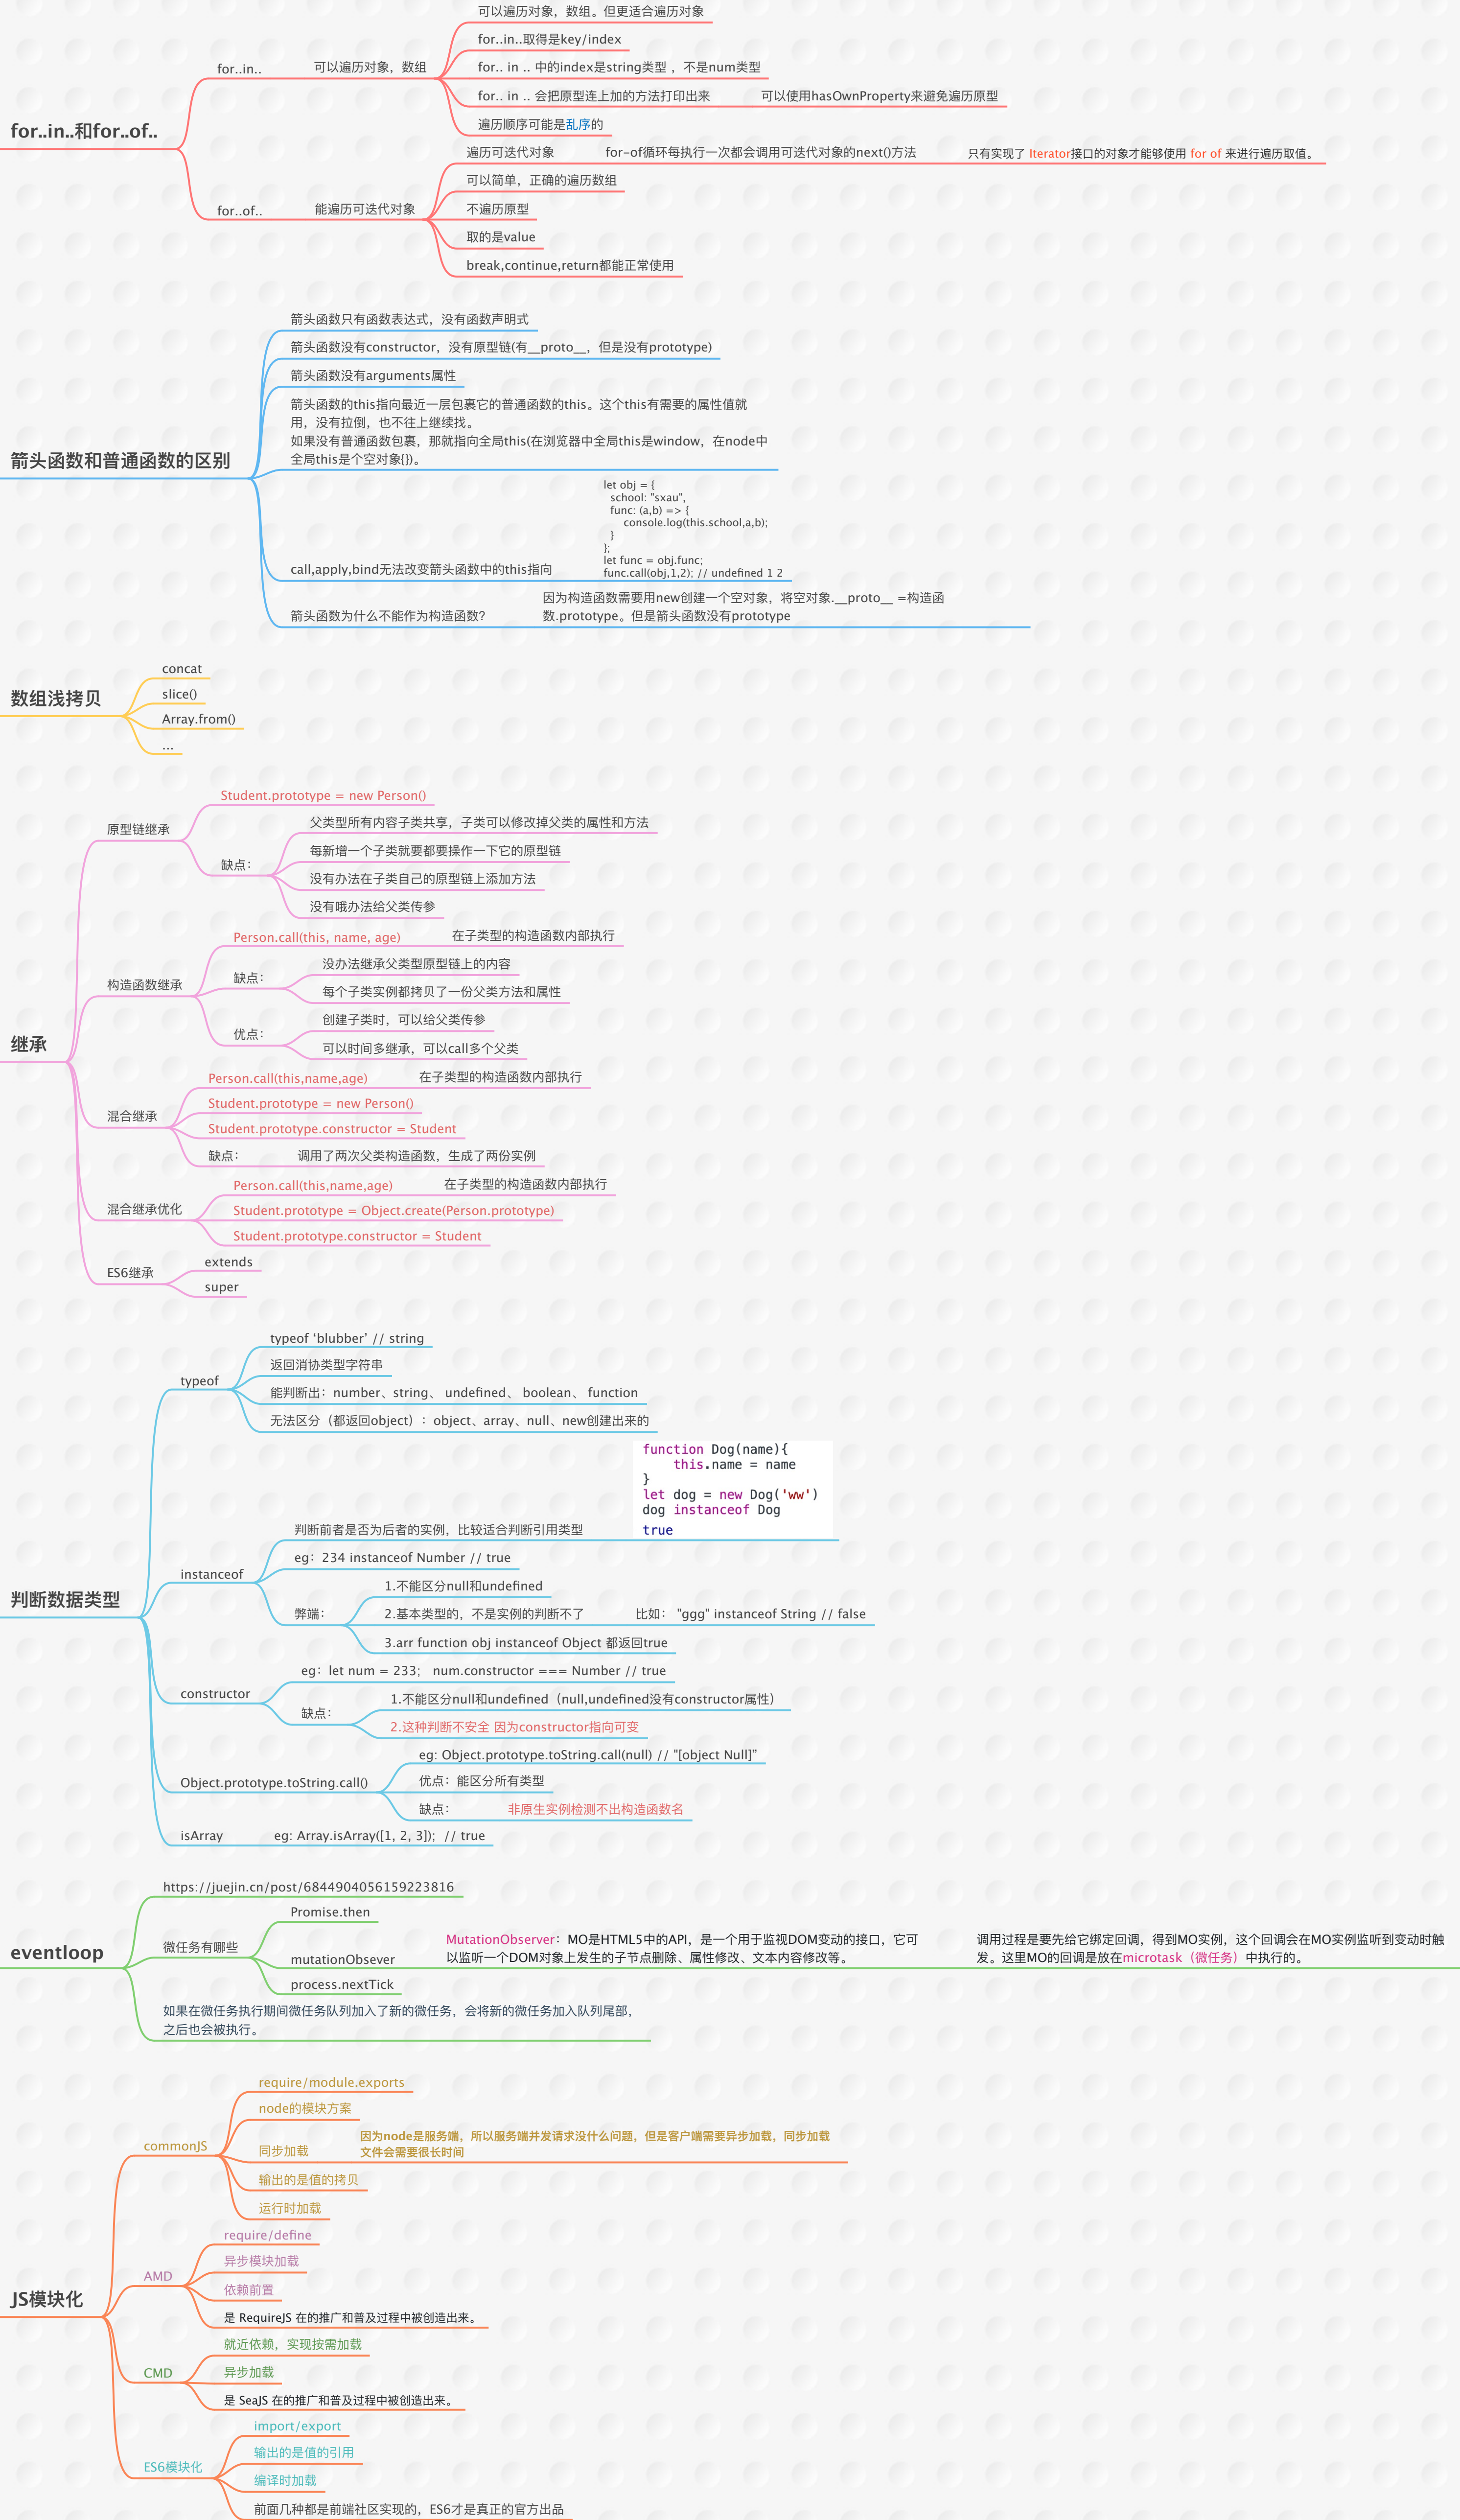 for..in..和for..of..
for..in..
可以遍历对象，数组
可以遍历对象，数组。但更适合遍历对象
for..in..取得是key/index
for.. in .. 中的index是string类型 ，不是num类型
for.. in .. 会把原型连上加的方法打印出来
可以使用hasOwnProperty来避免遍历原型
遍历顺序可能是乱序的
for..of..
能遍历可迭代对象
遍历可迭代对象
for-of循环每执行一次都会调用可迭代对象的next()方法
只有实现了 Iterator接口的对象才能够使用 for of 来进行遍历取值。
可以简单，正确的遍历数组
不遍历原型
取的是value
break,continue,return都能正常使用
箭头函数和普通函数的区别
箭头函数只有函数表达式，没有函数声明式
箭头函数没有constructor，没有原型链(有__proto__，但是没有prototype)
箭头函数没有arguments属性
箭头函数的this指向最近一层包裹它的普通函数的this。这个this有需要的属性值就
用，没有拉倒，也不往上继续找。
如果没有普通函数包裹，那就指向全局this(在浏览器中全局this是window，在node中
全局this是个空对象{})。
call,apply,bind无法改变箭头函数中的this指向
let obj = {
school: "sxau",
func: (a,b) => {
console.log(this.school,a,b);
}
};
let func = obj.func;
func.call(obj,1,2); // undefined 1 2
箭头函数为什么不能作为构造函数？
因为构造函数需要用new创建一个空对象，将空对象.__proto__ =构造函
数.prototype。但是箭头函数没有prototype
数组浅拷贝
concat
slice()
Array.from()
...
继承
原型链继承
Student.prototype = new Person()
缺点：
父类型所有内容子类共享，子类可以修改掉父类的属性和方法
每新增一个子类就要都要操作一下它的原型链
没有办法在子类自己的原型链上添加方法
没有哦办法给父类传参
构造函数继承
Person.call(this, name, age)
在子类型的构造函数内部执行
缺点：
没办法继承父类型原型链上的内容
每个子类实例都拷贝了一份父类方法和属性
优点：
创建子类时，可以给父类传参
可以时间多继承，可以call多个父类
混合继承
Person.call(this,name,age)
在子类型的构造函数内部执行
Student.prototype = new Person()
Student.prototype.constructor = Student
缺点：
调用了两次父类构造函数，生成了两份实例
混合继承优化
Person.call(this,name,age)
在子类型的构造函数内部执行
Student.prototype = Object.create(Person.prototype)
Student.prototype.constructor = Student
ES6继承
extends
super
判断数据类型
typeof
typeof ‘blubber’ // string
返回消协类型字符串
能判断出：number、string、 undefined、 boolean、 function
无法区分（都返回object）：object、array、null、new创建出来的
instanceof
判断前者是否为后者的实例，比较适合判断引用类型
function Dog(name){
this.name = name
}
let dog = new Dog('ww')
dog instanceof Dog
true
eg：234 instanceof Number // true
弊端：
1.不能区分null和undefined
2.基本类型的，不是实例的判断不了
比如： "ggg" instanceof String // false
3.arr function obj instanceof Object 都返回true
constructor
eg：let num = 233； num.constructor === Number // true
缺点：
1.不能区分null和undefined（null,undefined没有constructor属性）
2.这种判断不安全 因为constructor指向可变
Object.prototype.toString.call()
eg: Object.prototype.toString.call(null) // "[object Null]”
优点：能区分所有类型
缺点：
非原生实例检测不出构造函数名
isArray
eg: Array.isArray([1, 2, 3]); // true
eventloop
https://juejin.cn/post/6844904056159223816
微任务有哪些
Promise.then
mutationObsever
MutationObserver：MO是HTML5中的API，是一个用于监视DOM变动的接口，它可
以监听一个DOM对象上发生的子节点删除、属性修改、文本内容修改等。
调用过程是要先给它绑定回调，得到MO实例，这个回调会在MO实例监听到变动时触
发。这里MO的回调是放在microtask（微任务）中执行的。
process.nextTick
如果在微任务执行期间微任务队列加入了新的微任务，会将新的微任务加入队列尾部，
之后也会被执行。
JS模块化
commonJS
require/module.exports
node的模块方案
同步加载
因为node是服务端，所以服务端并发请求没什么问题，但是客户端需要异步加载，同步加载
文件会需要很长时间
输出的是值的拷贝
运行时加载
AMD
require/define
异步模块加载
依赖前置
是 RequireJS 在的推广和普及过程中被创造出来。
CMD
就近依赖，实现按需加载
异步加载
是 SeaJS 在的推广和普及过程中被创造出来。
ES6模块化
import/export
输出的是值的引用
编译时加载
前面几种都是前端社区实现的，ES6才是真正的官方出品